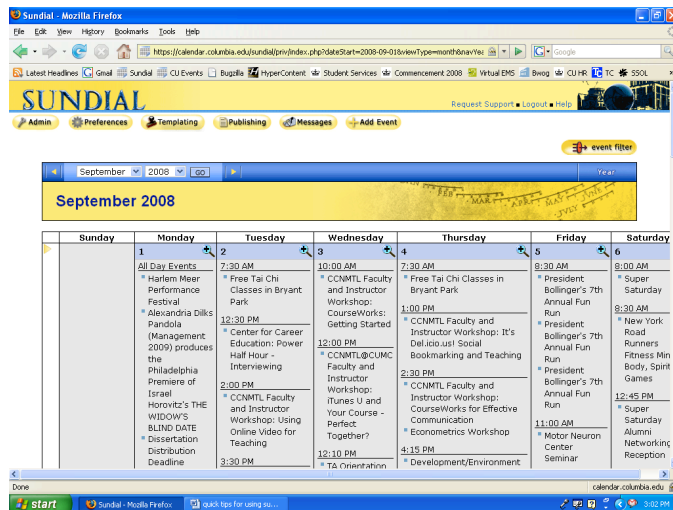 Sundial - Mozilla Firefox
File Edit View History Bookmarks Tools Help
https://calendar.columbia.edu/sundial/priv/index.php?dateStart=2008-09-01&viewType=month&navYea
Google
Latest Headlines Gmail Sundial CU Events Bugzilla HyperContent Student Services Commencement 2008 Virtual EMS Bwog CU HR TC SSOL
SUNDIAL
Request Support Logout Help
Admin Preferences Templating Publishing Messages Add Event
event filter
September 2008 GO Year
September 2008
FEB MAR APR MAY JUNE JULY
Sunday Monday Tuesday Wednesday Thursday Friday Saturday
1
All Day Events
Harlem Meer
Performance
Festival
Alexandria Dilks
Pandola
(Management
2009) produces
the
Philadelphia
Premiere of
Israel
Horovitz's THE
WIDOW'S
BLIND DATE
Dissertation
Distribution
Deadline
2
7:30 AM
Free Tai Chi
Classes in Bryant
Park
12:30 PM
Center for Career
Education: Power
Half Hour -
Interviewing
2:00 PM
CCNMTL Faculty
and Instructor
Workshop: Using
Online Video for
Teaching
3:30 PM
3
10:00 AM
CCNMTL Faculty
and Instructor
Workshop:
CourseWorks:
Getting Started
12:00 PM
CCNMTL@CUMC
Faculty and
Instructor
Workshop:
iTunes U and
Your Course -
Perfect
Together?
12:10 PM
TA Orientation
4
7:30 AM
Free Tai Chi Classes in
Bryant Park
1:00 PM
CCNMTL Faculty and
Instructor Workshop: It's
Del.icio.us! Social
Bookmarking and Teaching
2:30 PM
CCNMTL Faculty and
Instructor Workshop:
CourseWorks for Effective
Communication
Econometrics Workshop
4:15 PM
Development/Environment
5
8:30 AM
President
Bollinger's 7th
Annual Fun
Run
President
Bollinger's 7th
Annual Fun
Run
President
Bollinger's 7th
Annual Fun
Run
11:00 AM
Motor Neuron
Center
Seminar
6
8:00 AM
Super
Saturday
8:30 AM
New York
Road
Runners
Fitness Min
Body, Spirit
Games
12:45 PM
Super
Saturday
Alumni
Networking
Reception
Done
calendar.columbia.edu
start Sundial - Mozilla Firefox quick tips for using su... 3:02 PM